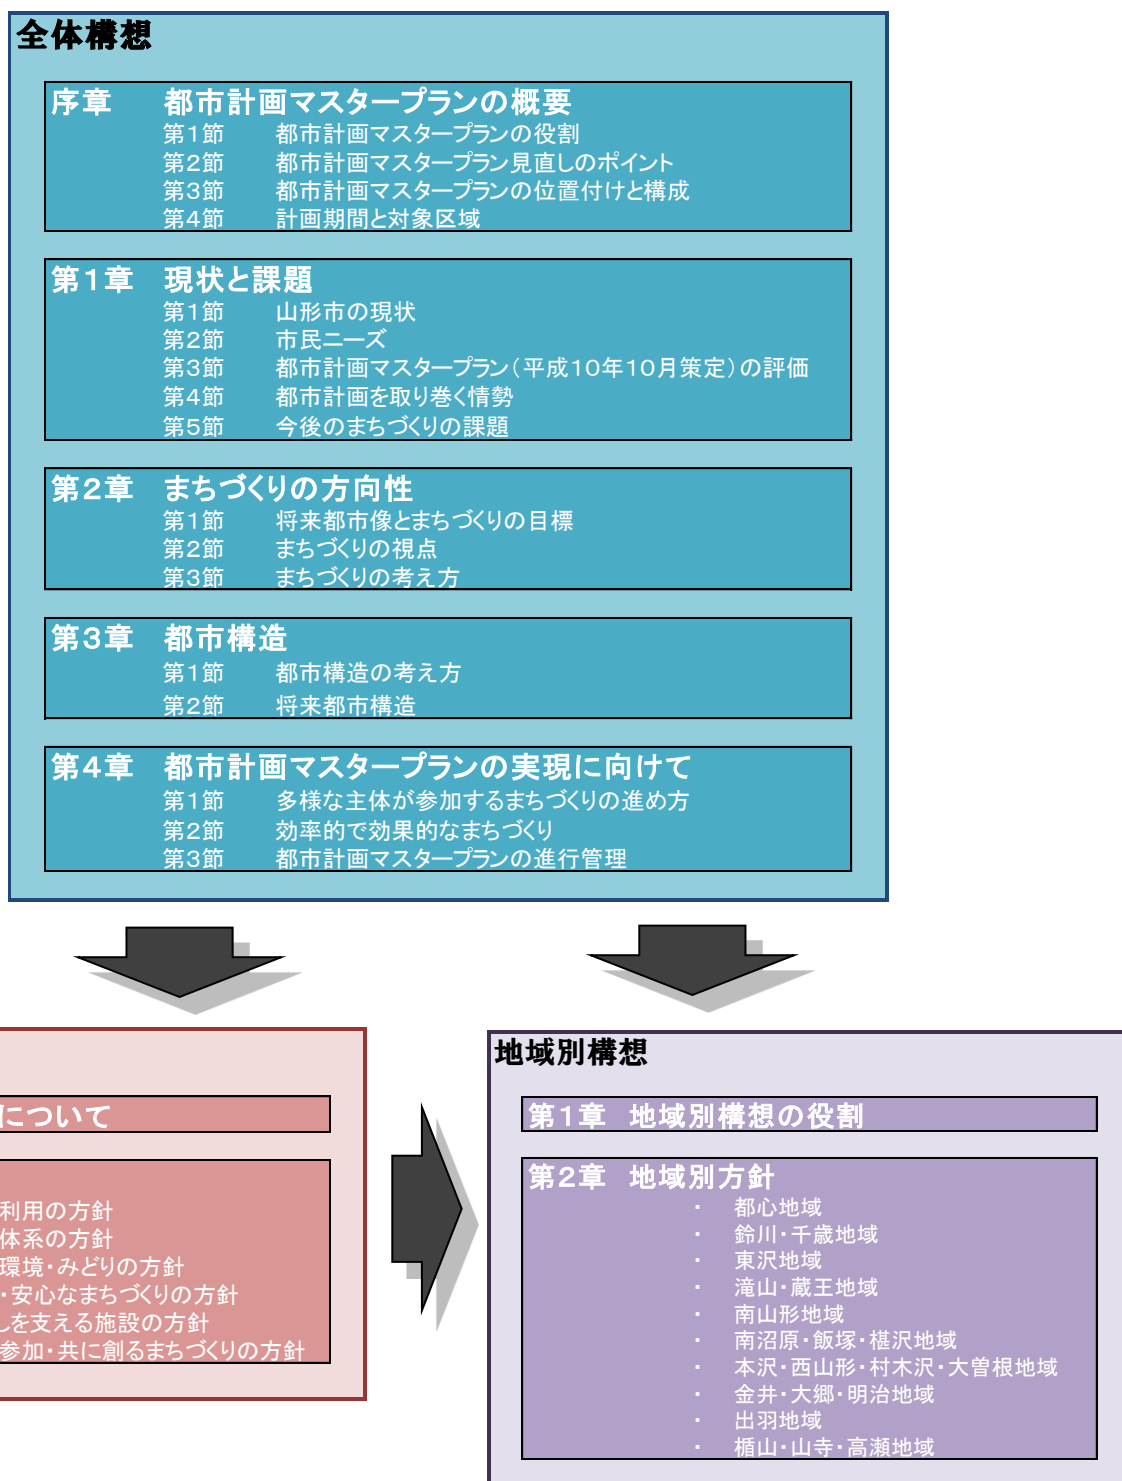 全体構想
序章 都市計画マスタープランの概要
第1節 都市計画マスタープランの役割
第2節 都市計画マスタープラン見直しのポイント
第3節 都市計画マスタープランの位置付けと構成
第4節 計画期間と対象区域
第1章 現状と課題
第1節 山形市の現状
第2節 市民ニーズ
第3節 都市計画マスタープラン(平成10年10月策定)の評価
第4節 都市計画を取り巻く情勢
第5節 今後のまちづくりの課題
第2章 まちづくりの方向性
第1節 将来都市像とまちづくりの目標
第2節 まちづくりの視点
第3節 まちづくりの考え方
第3章 都市構造
第1節 都市構造の考え方
第2節 将来都市構造
第4章 都市計画マスタープランの実現に向けて
第1節 多様な主体が参加するまちづくりの進め方
第2節 効率的で効果的なまちづくり
第3節 都市計画マスタープランの進行管理
について
利用の方針
体系の方針
環境・みどりの方針
・安心なまちづくりの方針
しを支える施設の方針
参加・共に創るまちづくりの方針
地域別構想
第1章 地域別構想の役割
第2章 地域別方針
・ 都心地域
・ 鈴川・千歳地域
・ 東沢地域
・ 滝山・蔵王地域
・ 南山形地域
・ 南沼原・飯塚・椹沢地域
・ 本沢・西山形・村木沢・大曽根地域
・ 金井・大郷・明治地域
・ 出羽地域
・ 楯山・山寺・高瀬地域